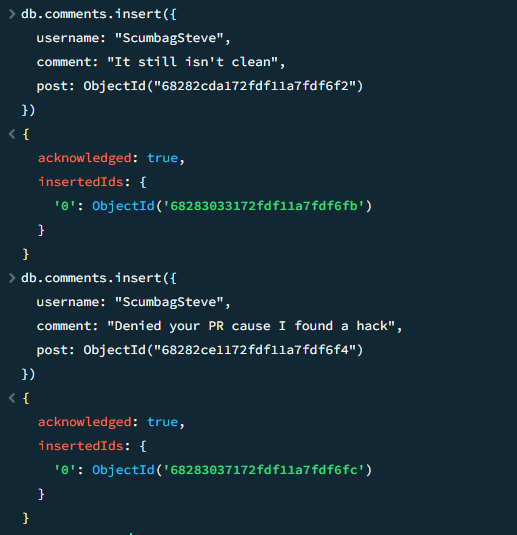 > db.comments.insert({
username: "ScumbagSteve",
comment: "It still isn't clean",
post: ObjectId("68282cda172fdf11a7fdf6f2")
})
< {
acknowledged: true,
insertedIds: {
'0': ObjectId('68283033172fdf11a7fdf6fb')
}
}
> db.comments.insert({
username: "ScumbagSteve",
comment: "Denied your PR cause I found a hack",
post: ObjectId("68282ce1172fdf11a7fdf6f4")
})
< {
acknowledged: true,
insertedIds: {
'0': ObjectId('68283037172fdf11a7fdf6fc')
}
}